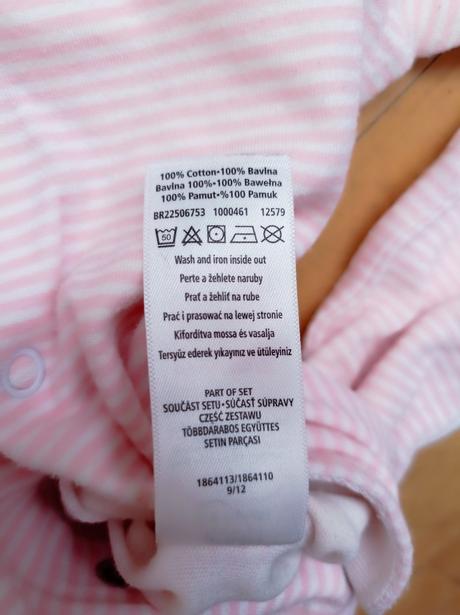 100% Cotton•100% Bavlna
Bavlna 100%•100% Bawełna
100% Pamut•%100 Pamuk
BR22506753 1000461 12579
50
Wash and iron inside out
Perte a žehlete naruby
Prať a žehliť na rube
Prać i prasować na lewej stronie
Kifordítva mossa és vasalja
Tersyüz ederek yıkayınız ve ütüleyiniz
PART OF SET
SOUČÁST SETU•SÚČASŤ SÚPRAVY
CZĘŚĆ ZESTAWU
TÖBBDARABOS EGYÜTTES
SETIN PARÇASI
1864113/1864110
9/12